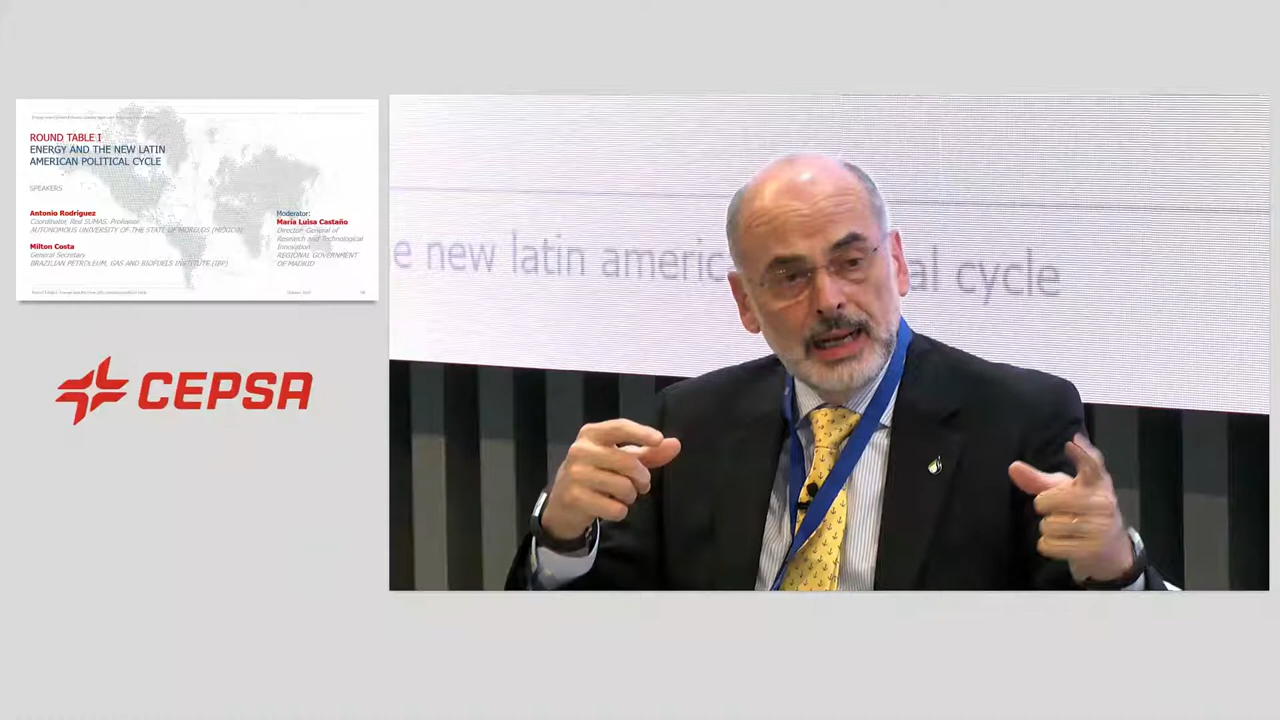 ROUND TABLE I
ENERGY AND THE NEW LATIN
AMERICAN POLITICAL CYCLE
SPEAKERS
Antonio Rodríguez
Coordinator, Red SUMAS, Professor
AUTONOMOUS UNIVERSITY OF THE STATE OF MORELOS (MEXICO)
Milton Costa
General Secretary
BRAZILIAN PETROLEUM, GAS AND BIOFUELS INSTITUTE (IBP)
Moderator:
María Luisa Castaño
Director-General of
Research and Technological
Innovation
REGIONAL GOVERNMENT
OF MADRID
CEPSA
e new latin americ al cycle